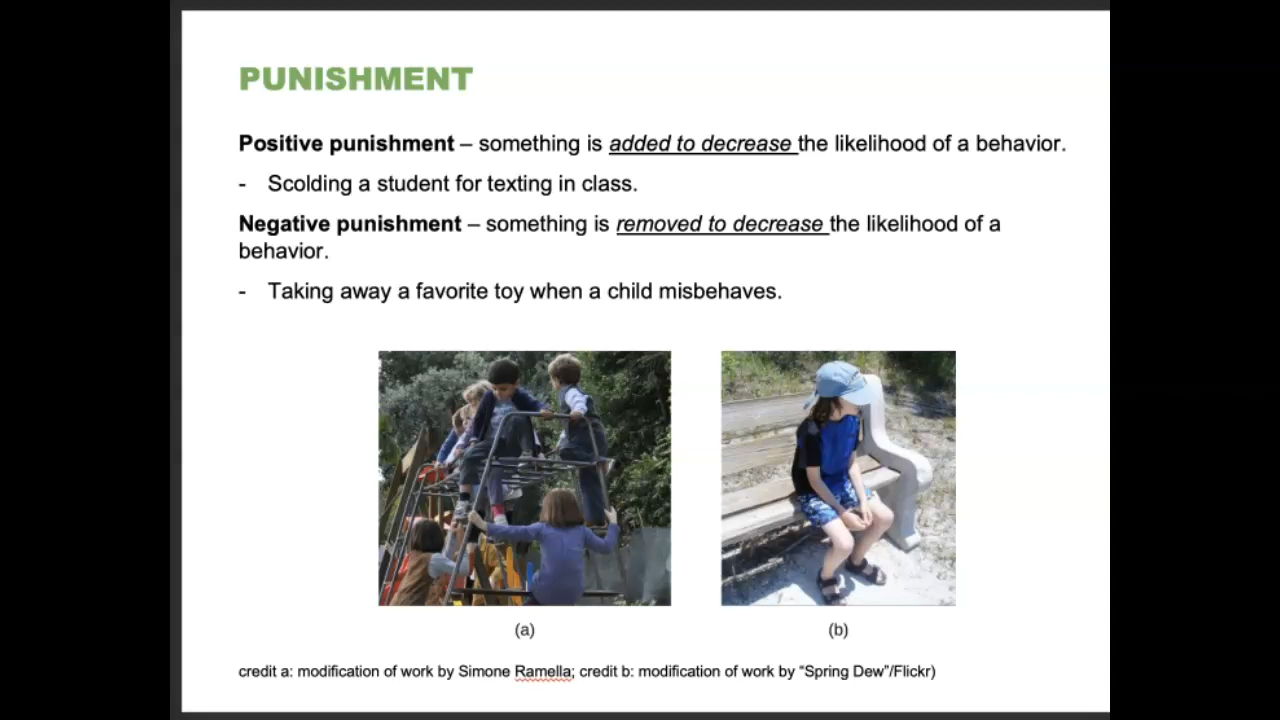 PUNISHMENT
Positive punishment – something is added to decrease the likelihood of a behavior.
- Scolding a student for texting in class.
Negative punishment – something is removed to decrease the likelihood of a
behavior.
- Taking away a favorite toy when a child misbehaves.
(a) (b)
credit a: modification of work by Simone Ramella; credit b: modification of work by “Spring Dew”/Flickr)